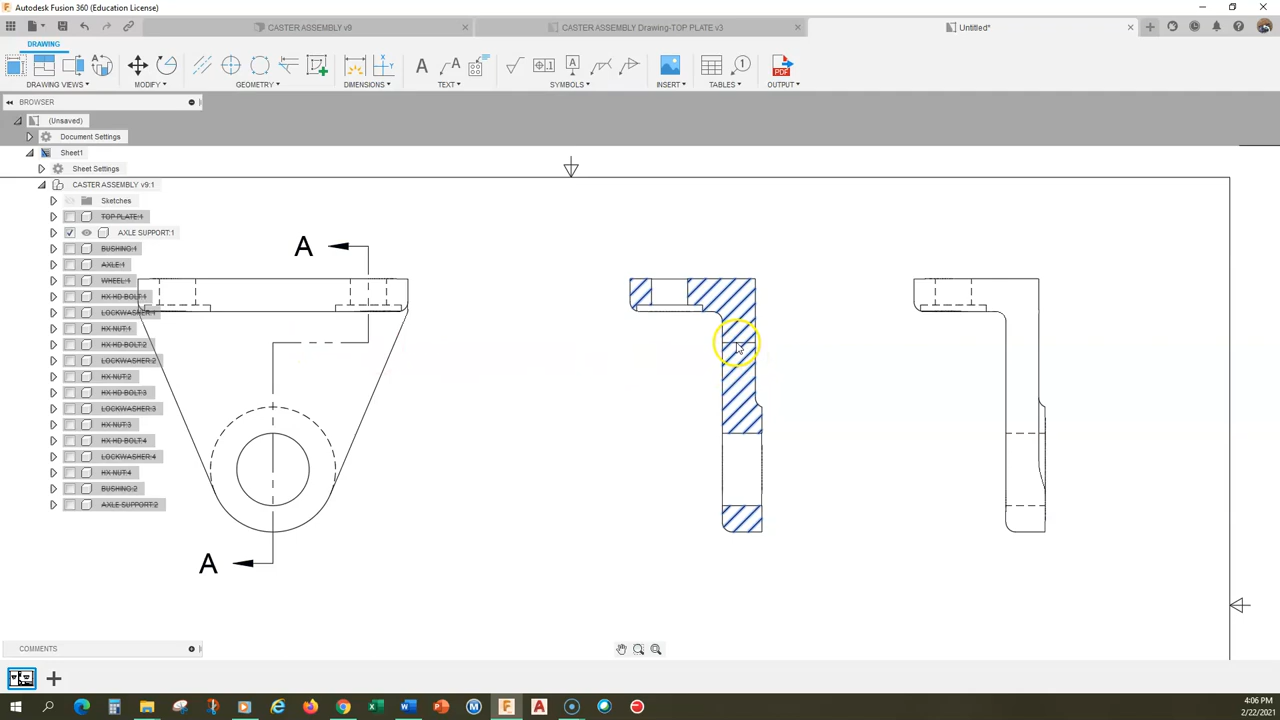 Autodesk Fusion 360 (Education License)
CASTER ASSEMBLY v9
CASTER ASSEMBLY Drawing-TOP PLATE v3
Untitled*
DRAWING
DRAWING VIEWS
MODIFY
GEOMETRY
DIMENSIONS
TEXT
SYMBOLS
INSERT
TABLES
OUTPUT
BROWSER
(Unsaved)
Document Settings
Sheet1
Sheet Settings
CASTER ASSEMBLY v9:1
Sketches
TOP PLATE:1
AXLE SUPPORT:1
BUSHING:1
AXLE:1
WHEEL:1
HX HD BOLT:1
LOCKWASHER:1
HX NUT:1
HX HD BOLT:2
LOCKWASHER:2
HX NUT:2
HX HD BOLT:3
LOCKWASHER:3
HX NUT:3
HX HD BOLT:4
LOCKWASHER:4
HX NUT:4
BUSHING:2
AXLE SUPPORT:2
A
A
COMMENTS
4:06 PM
2/22/2021